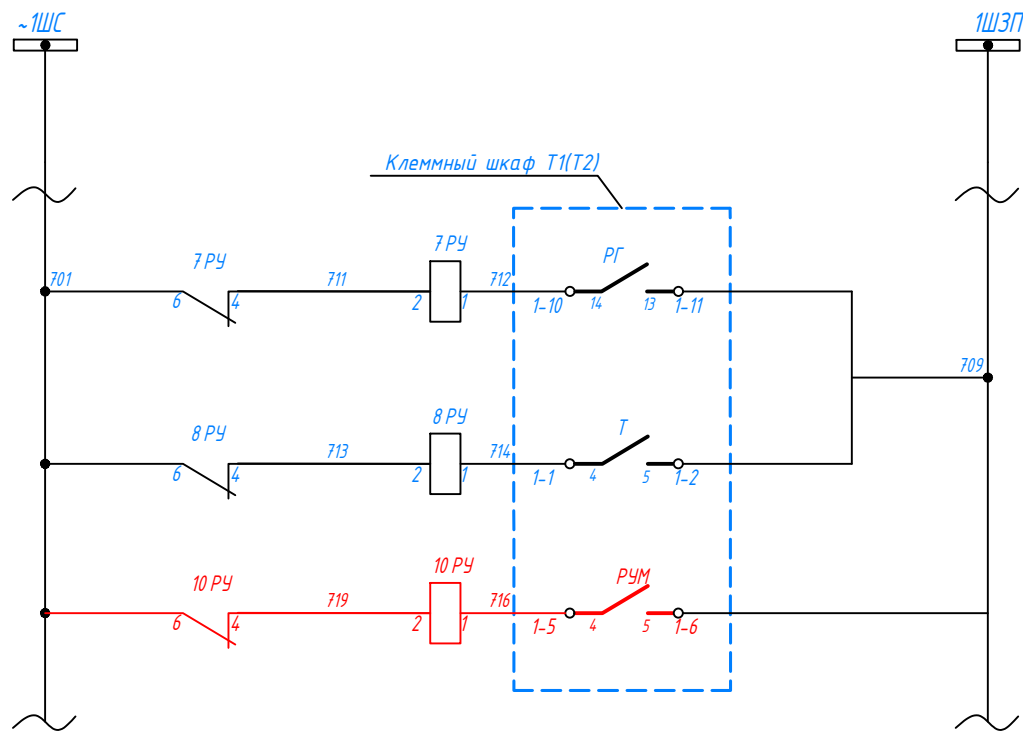 ~1ШС
1ШЗП
Клеммный шкаф Т1(Т2)
7 РУ
7 РУ
РГ
701
6
4
711
2
1
712
1-10
14
13
1-11
709
8 РУ
8 РУ
Т
6
4
713
2
1
714
1-1
4
5
1-2
10 РУ
10 РУ
РУМ
6
4
719
2
1
716
1-5
4
5
1-6